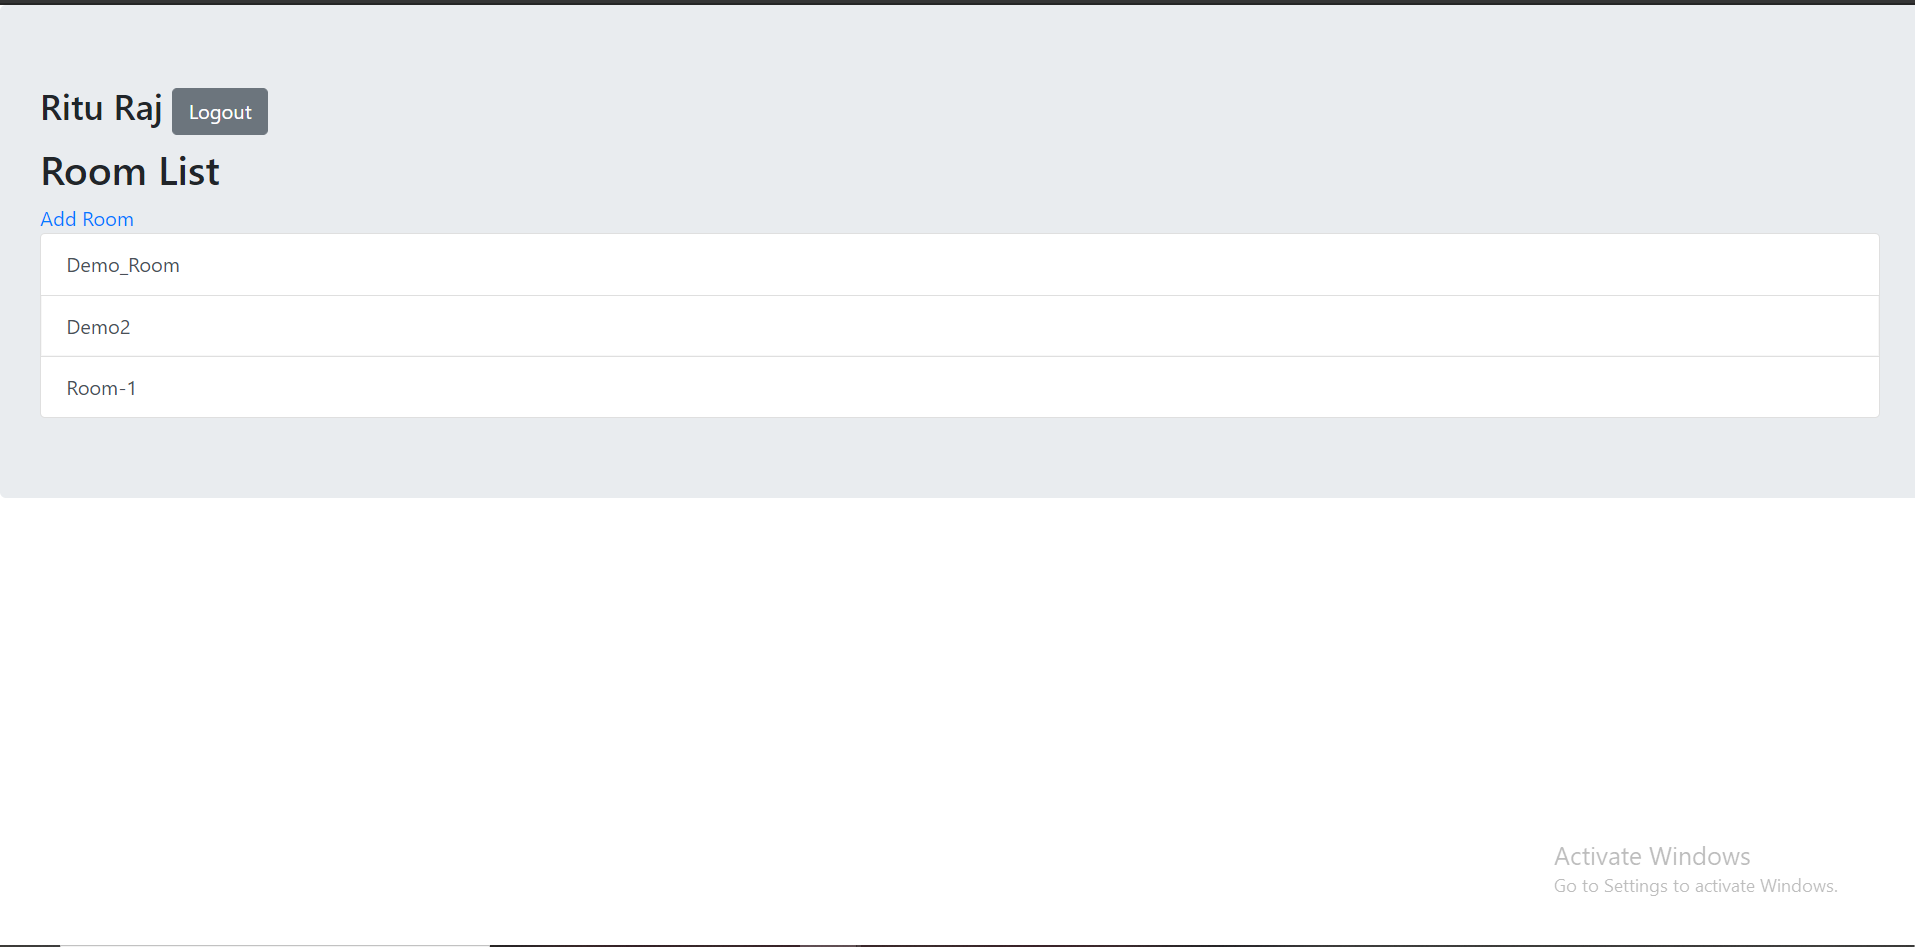 Ritu Raj Logout
Room List
Add Room
Demo_Room
Demo2
Room-1
Activate Windows
Go to Settings to activate Windows.